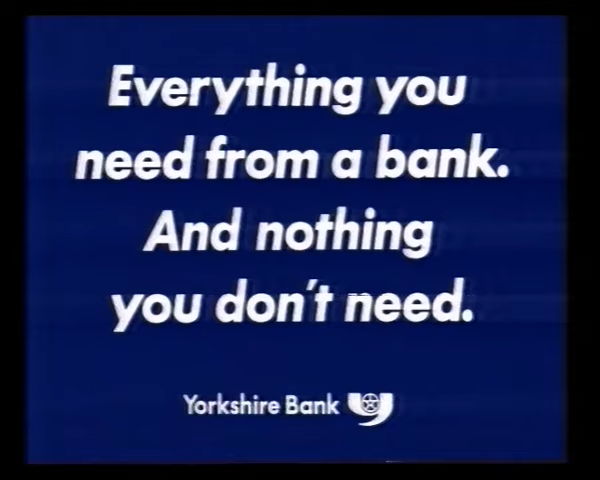 Everything you
need from a bank.
And nothing
you don't need.
Yorkshire Bank